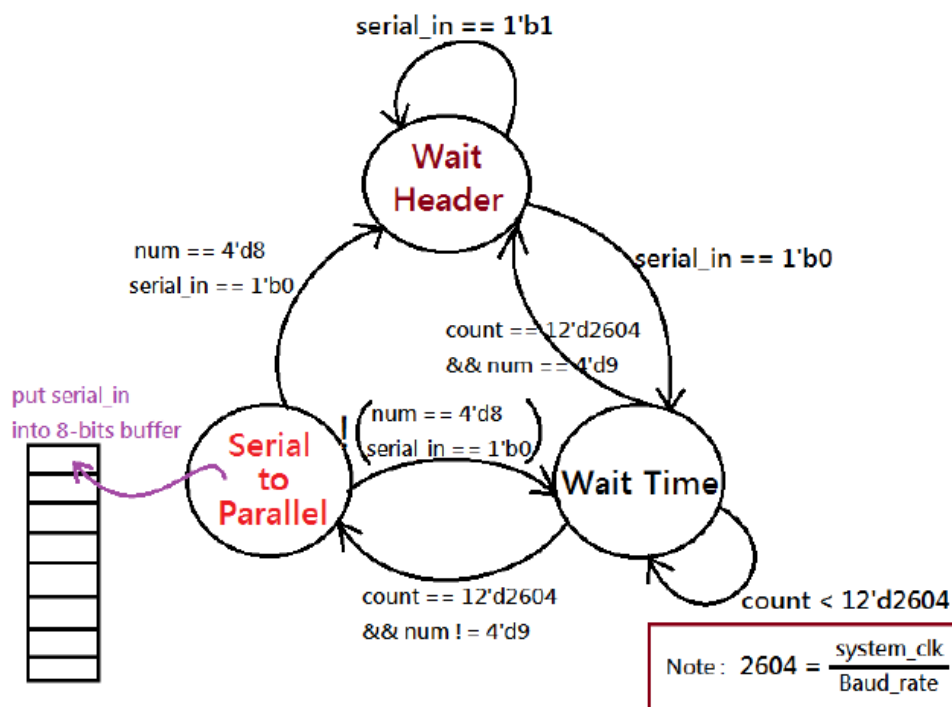 serial_in == 1'b1
Wait
Header
num == 4'd8
serial_in == 1'b0
serial_in == 1'b0
count == 12'd2604
&& num == 4'd9
put serial_in
into 8-bits buffer
! ( num == 4'd8
serial_in == 1'b0 )
Serial
to
Parallel
Wait Time
count == 12'd2604
&& num ! = 4'd9
count < 12'd2604
Note : 2604 = system_clk
Baud_rate